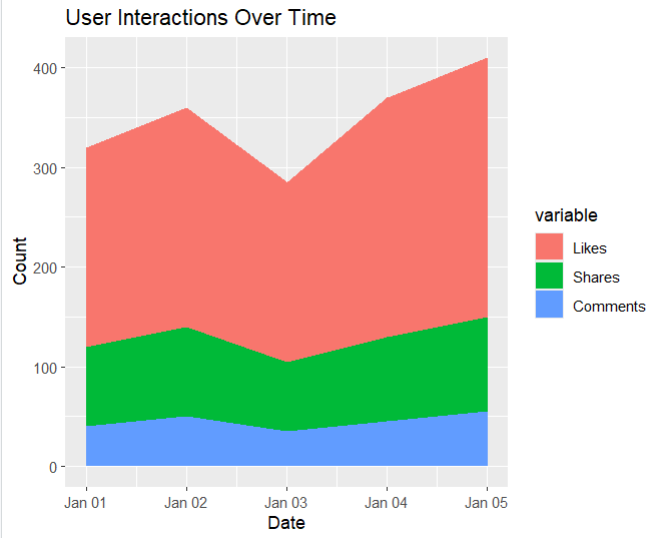 User Interactions Over Time
400
300
200
100
0
Count
Jan 01 Jan 02 Jan 03 Jan 04 Jan 05
Date
variable
Likes
Shares
Comments